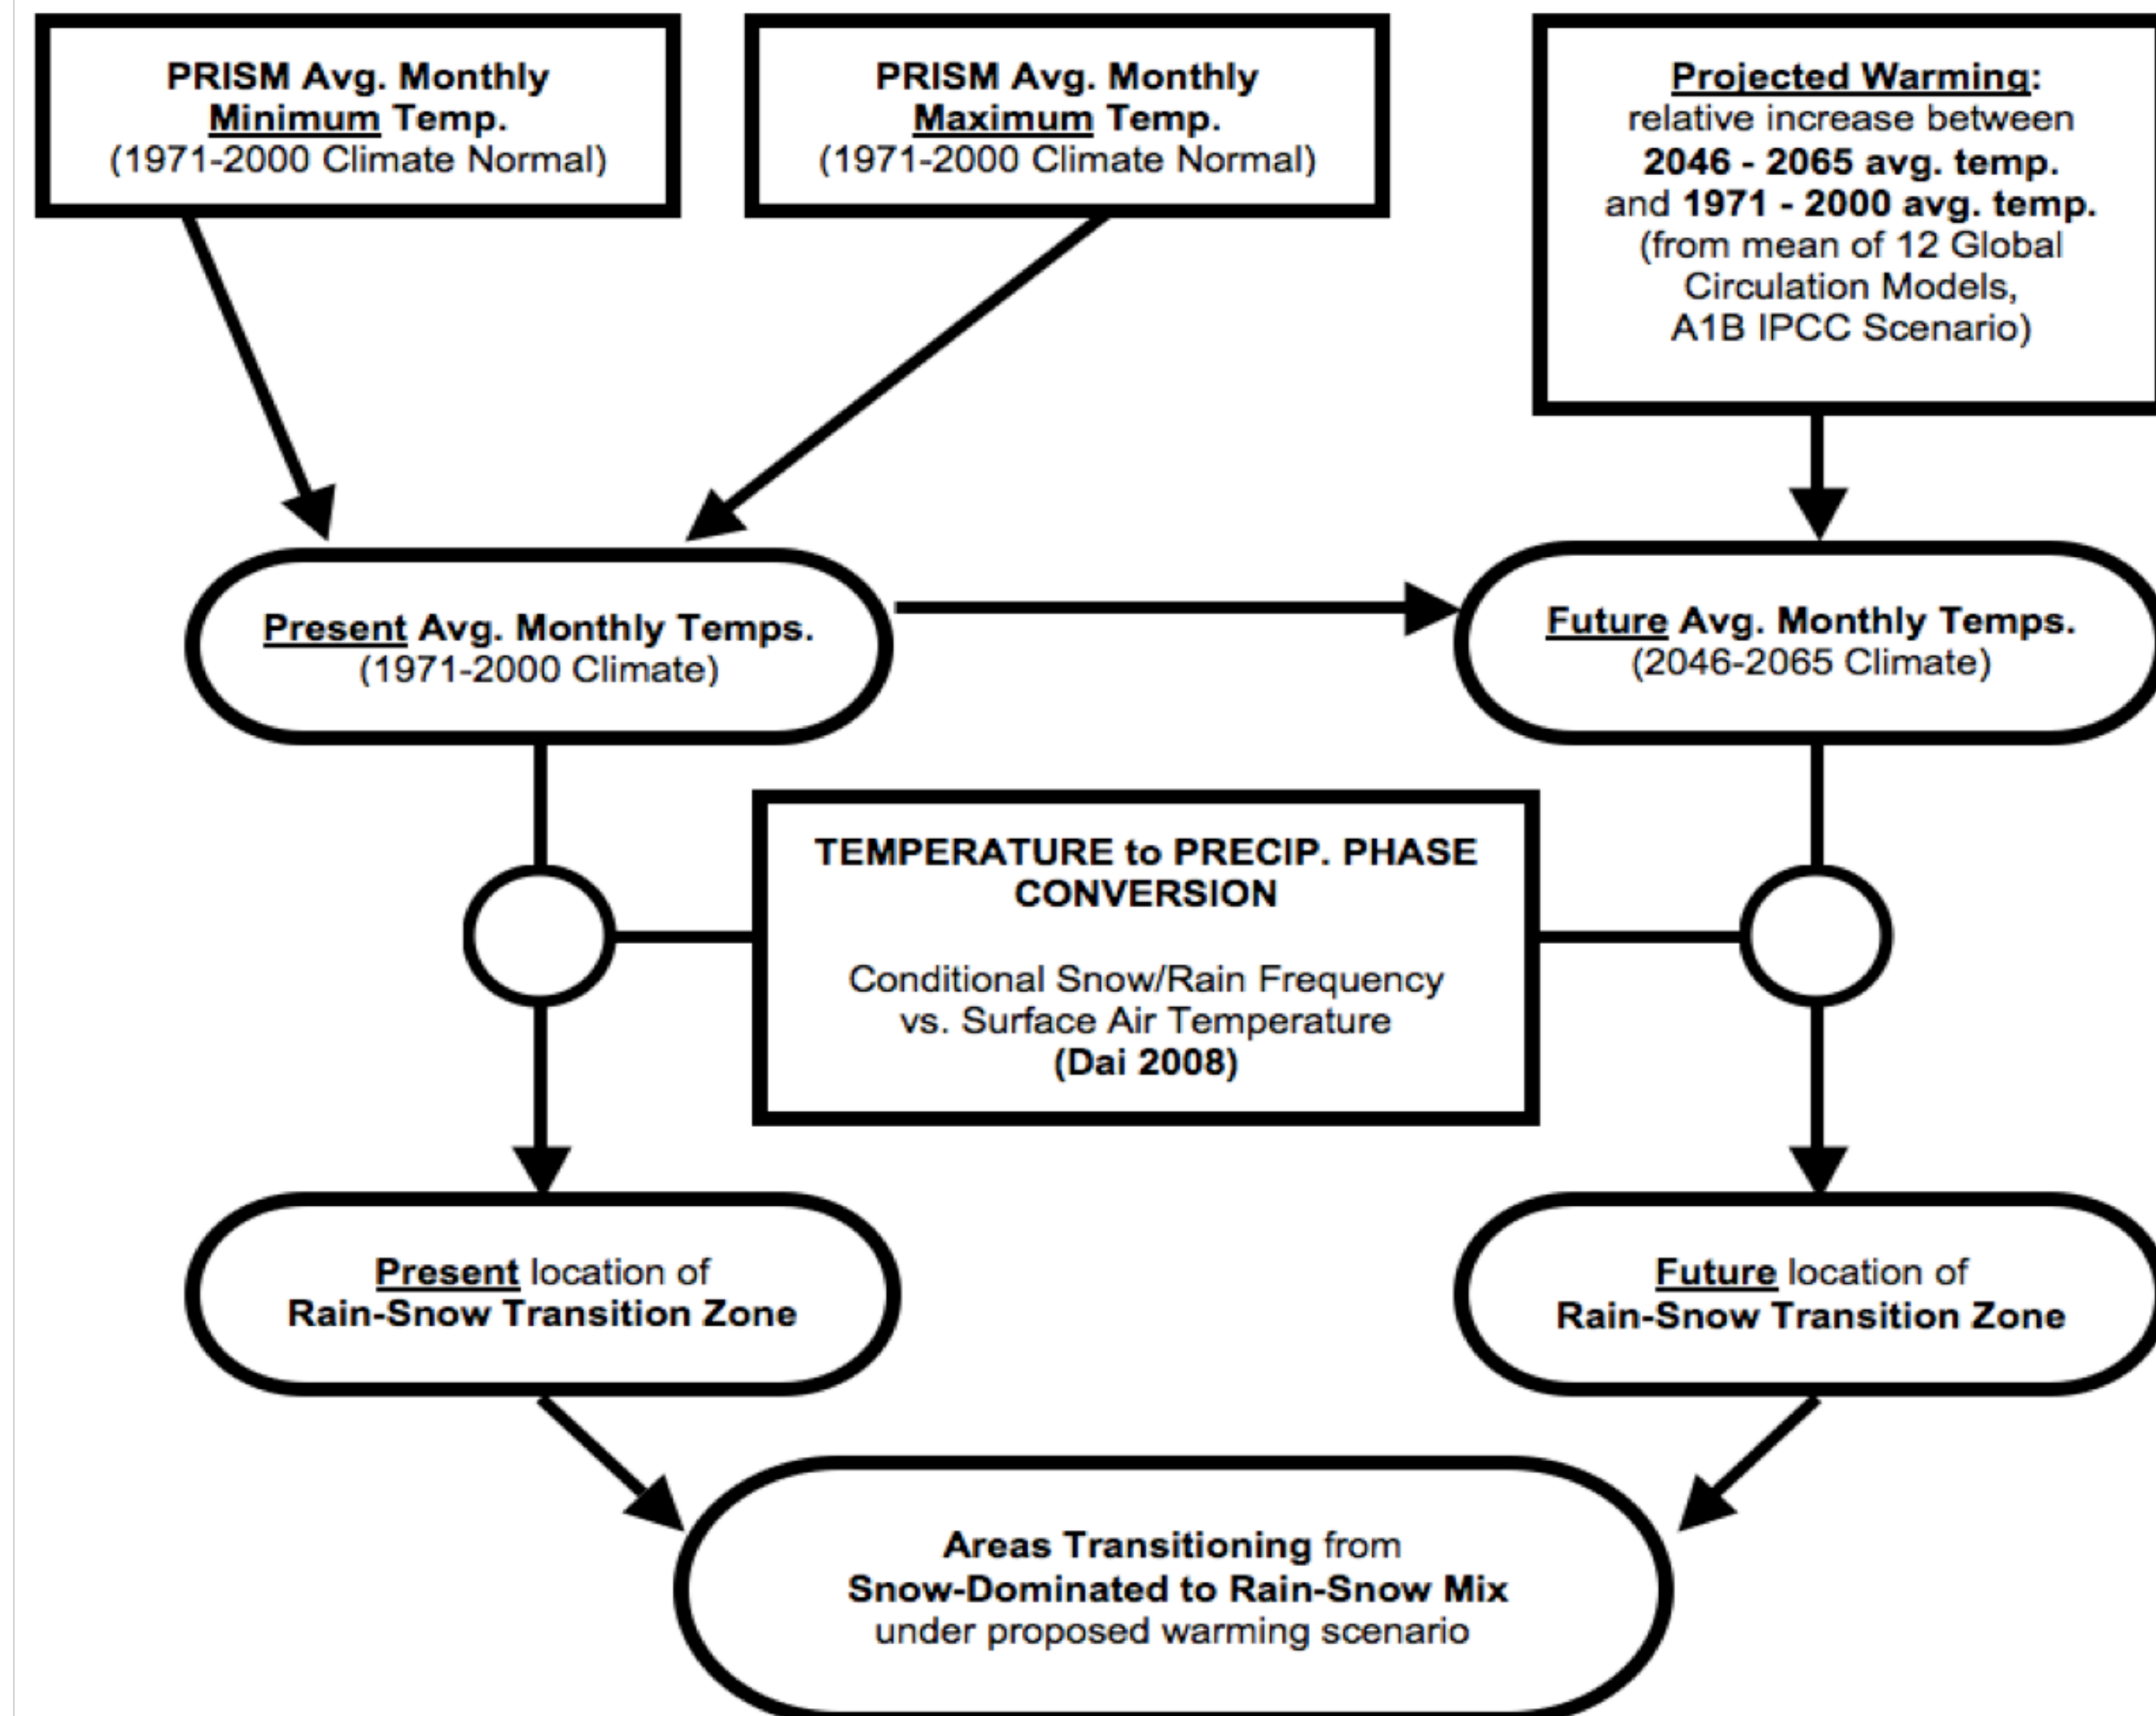 PRISM Avg. Monthly
Minimum Temp.
(1971-2000 Climate Normal)
PRISM Avg. Monthly
Maximum Temp.
(1971-2000 Climate Normal)
Projected Warming:
relative increase between
2046 - 2065 avg. temp.
and 1971 - 2000 avg. temp.
(from mean of 12 Global
Circulation Models,
A1B IPCC Scenario)
Present Avg. Monthly Temps.
(1971-2000 Climate)
Future Avg. Monthly Temps.
(2046-2065 Climate)
TEMPERATURE to PRECIP. PHASE
CONVERSION
Conditional Snow/Rain Frequency
vs. Surface Air Temperature
(Dai 2008)
Present location of
Rain-Snow Transition Zone
Future location of
Rain-Snow Transition Zone
Areas Transitioning from
Snow-Dominated to Rain-Snow Mix
under proposed warming scenario